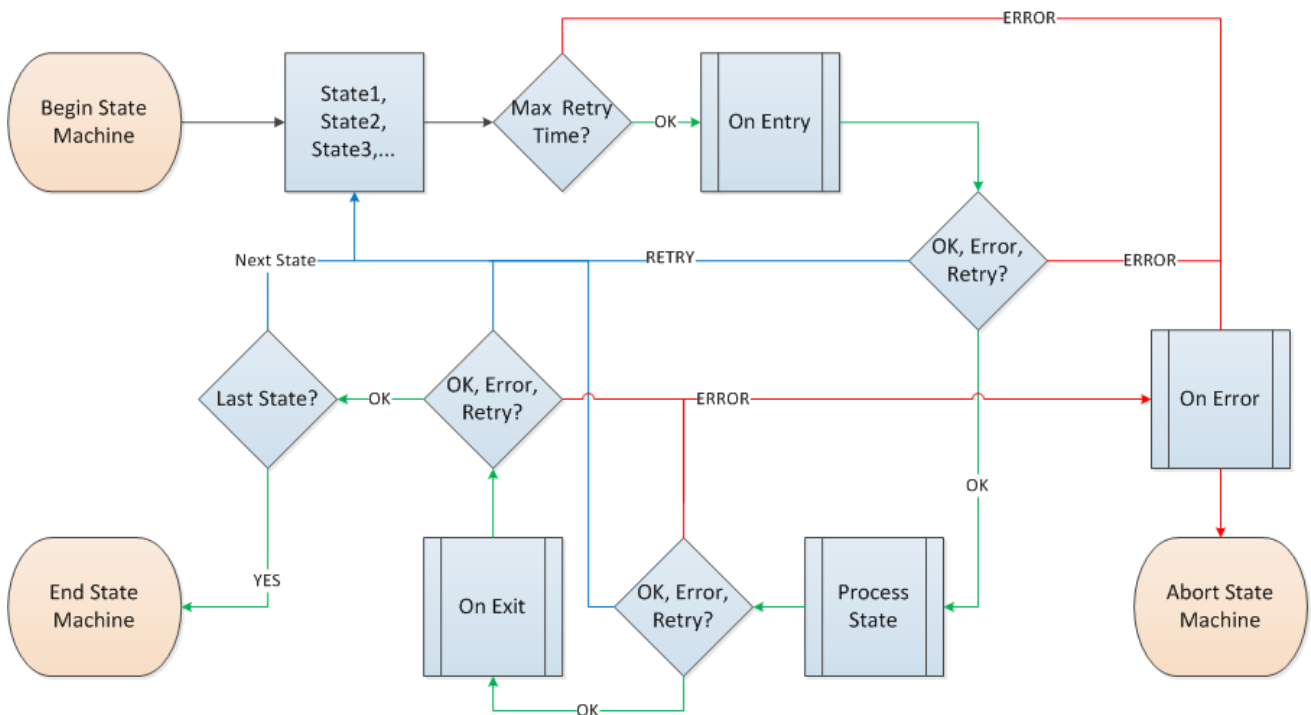 ERROR
Begin State
Machine
State1,
State2,
State3,...
Max Retry
Time?
OK
On Entry
OK, Error,
Retry?
ERROR
RETRY
Next State
Last State?
OK
OK, Error,
Retry?
ERROR
On Error
OK
YES
End State
Machine
On Exit
OK, Error,
Retry?
Process
State
Abort State
Machine
OK